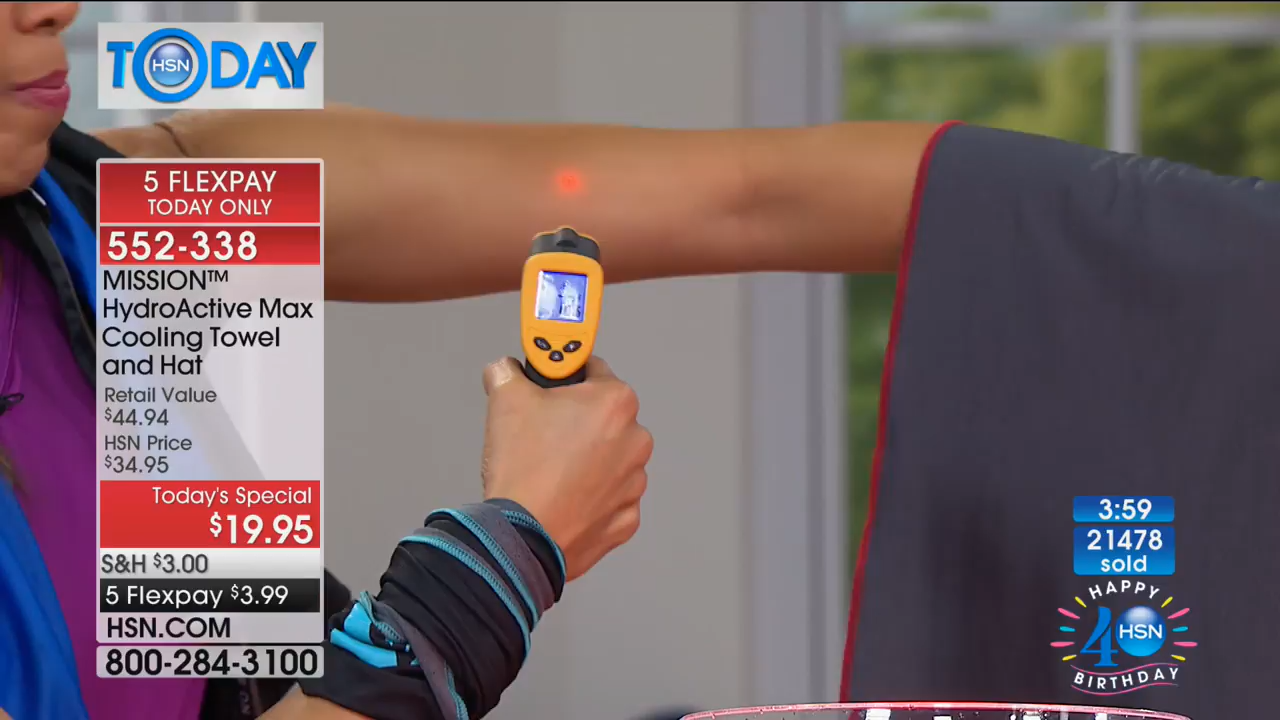 TODAY
HSN
5 FLEXPAY
TODAY ONLY
552-338
MISSION™
HydroActive Max
Cooling Towel
and Hat
Retail Value
$44.94
HSN Price
$34.95
Today's Special
$19.95
S&H $3.00
5 Flexpay $3.99
HSN.COM
800-284-3100
3:59
21478
sold
HAPPY
40
HSN
BIRTHDAY